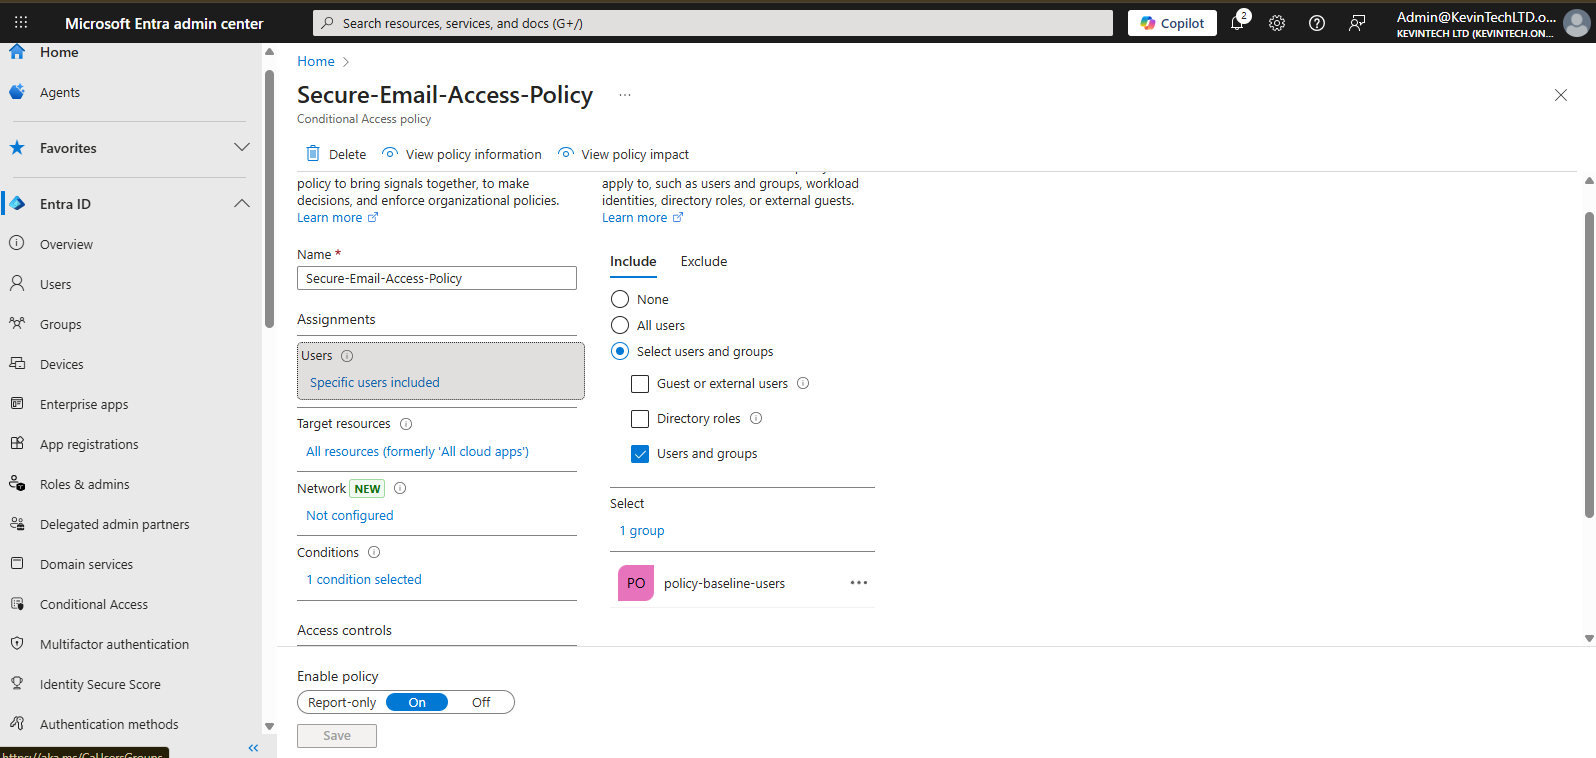 Microsoft Entra admin center
Search resources, services, and docs (G+/)
Copilot
2
Admin@KevinTechLTD.o...
KEVINTECH LTD (KEVINTECH.ON...
Home
Agents
Favorites
Entra ID
Overview
Users
Groups
Devices
Enterprise apps
App registrations
Roles & admins
Delegated admin partners
Domain services
Conditional Access
Multifactor authentication
Identity Secure Score
Authentication methods
https://aka.ms/CaUsersGroups
Home
Secure-Email-Access-Policy
...
Conditional Access policy
Delete
View policy information
View policy impact
policy to bring signals together, to make
decisions, and enforce organizational policies.
Learn more
Name *
Secure-Email-Access-Policy
Assignments
Users
Specific users included
Target resources
All resources (formerly 'All cloud apps')
Network NEW
Not configured
Conditions
1 condition selected
Access controls
apply to, such as users and groups, workload
identities, directory roles, or external guests.
Learn more
Include
Exclude
None
All users
Select users and groups
Guest or external users
Directory roles
Users and groups
Select
1 group
PO
policy-baseline-users
Enable policy
Report-only
On
Off
Save